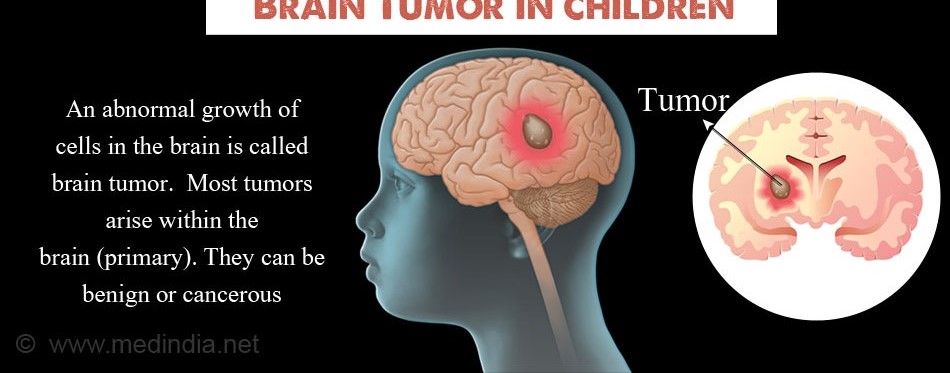 BRAIN TUMOR IN CHILDREN
An abnormal growth of
cells in the brain is called
brain tumor. Most tumors
arise within the
brain (primary). They can be
benign or cancerous
Tumor
© www.medindia.net